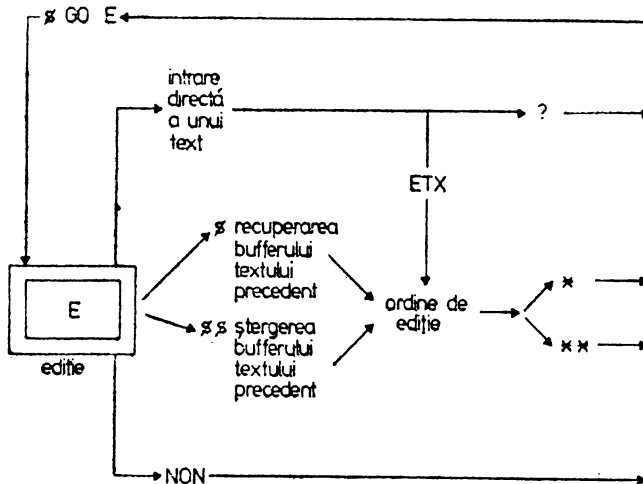 $ GO E
intrare
directă
a unui
text
?
ETX
$ recuperarea
bufferului
textului
precedent
E
ediție
$$ ștergerea
bufferului
textului
precedent
ordine de
ediție
*
**
NON